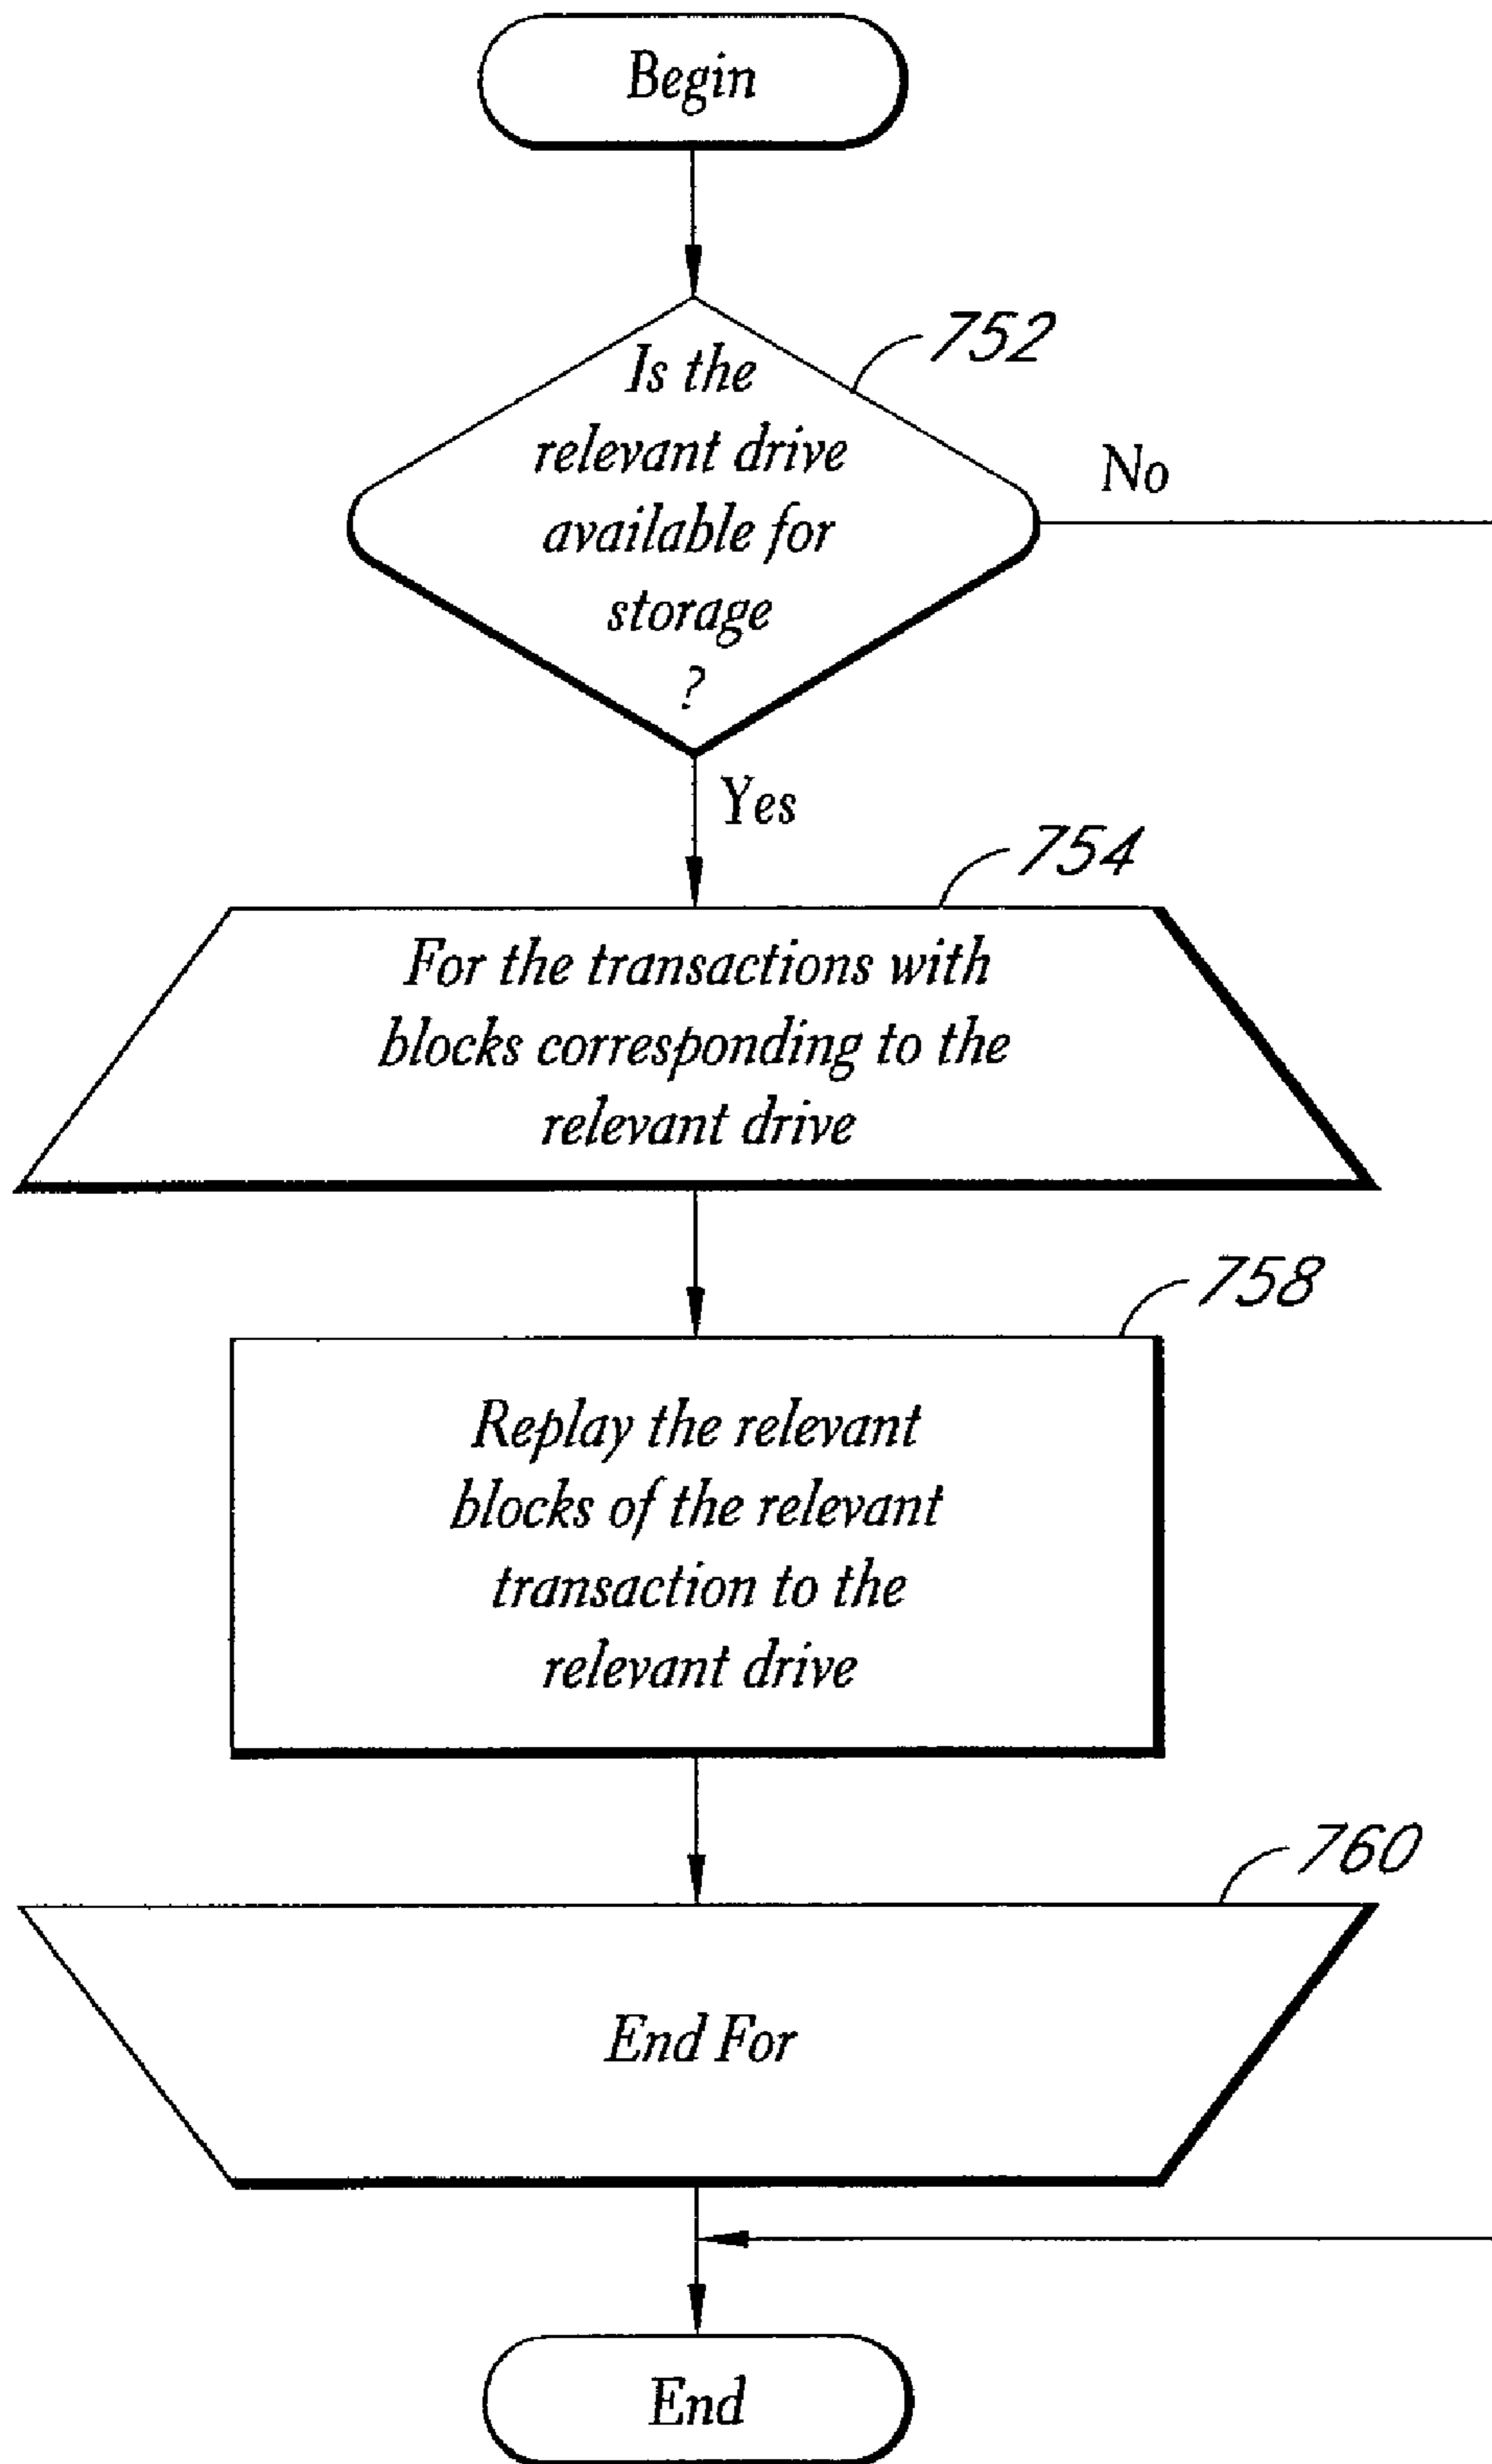 Begin
752
Is the
relevant drive
available for
storage
?
No
Yes
754
For the transactions with
blocks corresponding to the
relevant drive
758
Replay the relevant
blocks of the relevant
transaction to the
relevant drive
760
End For
End